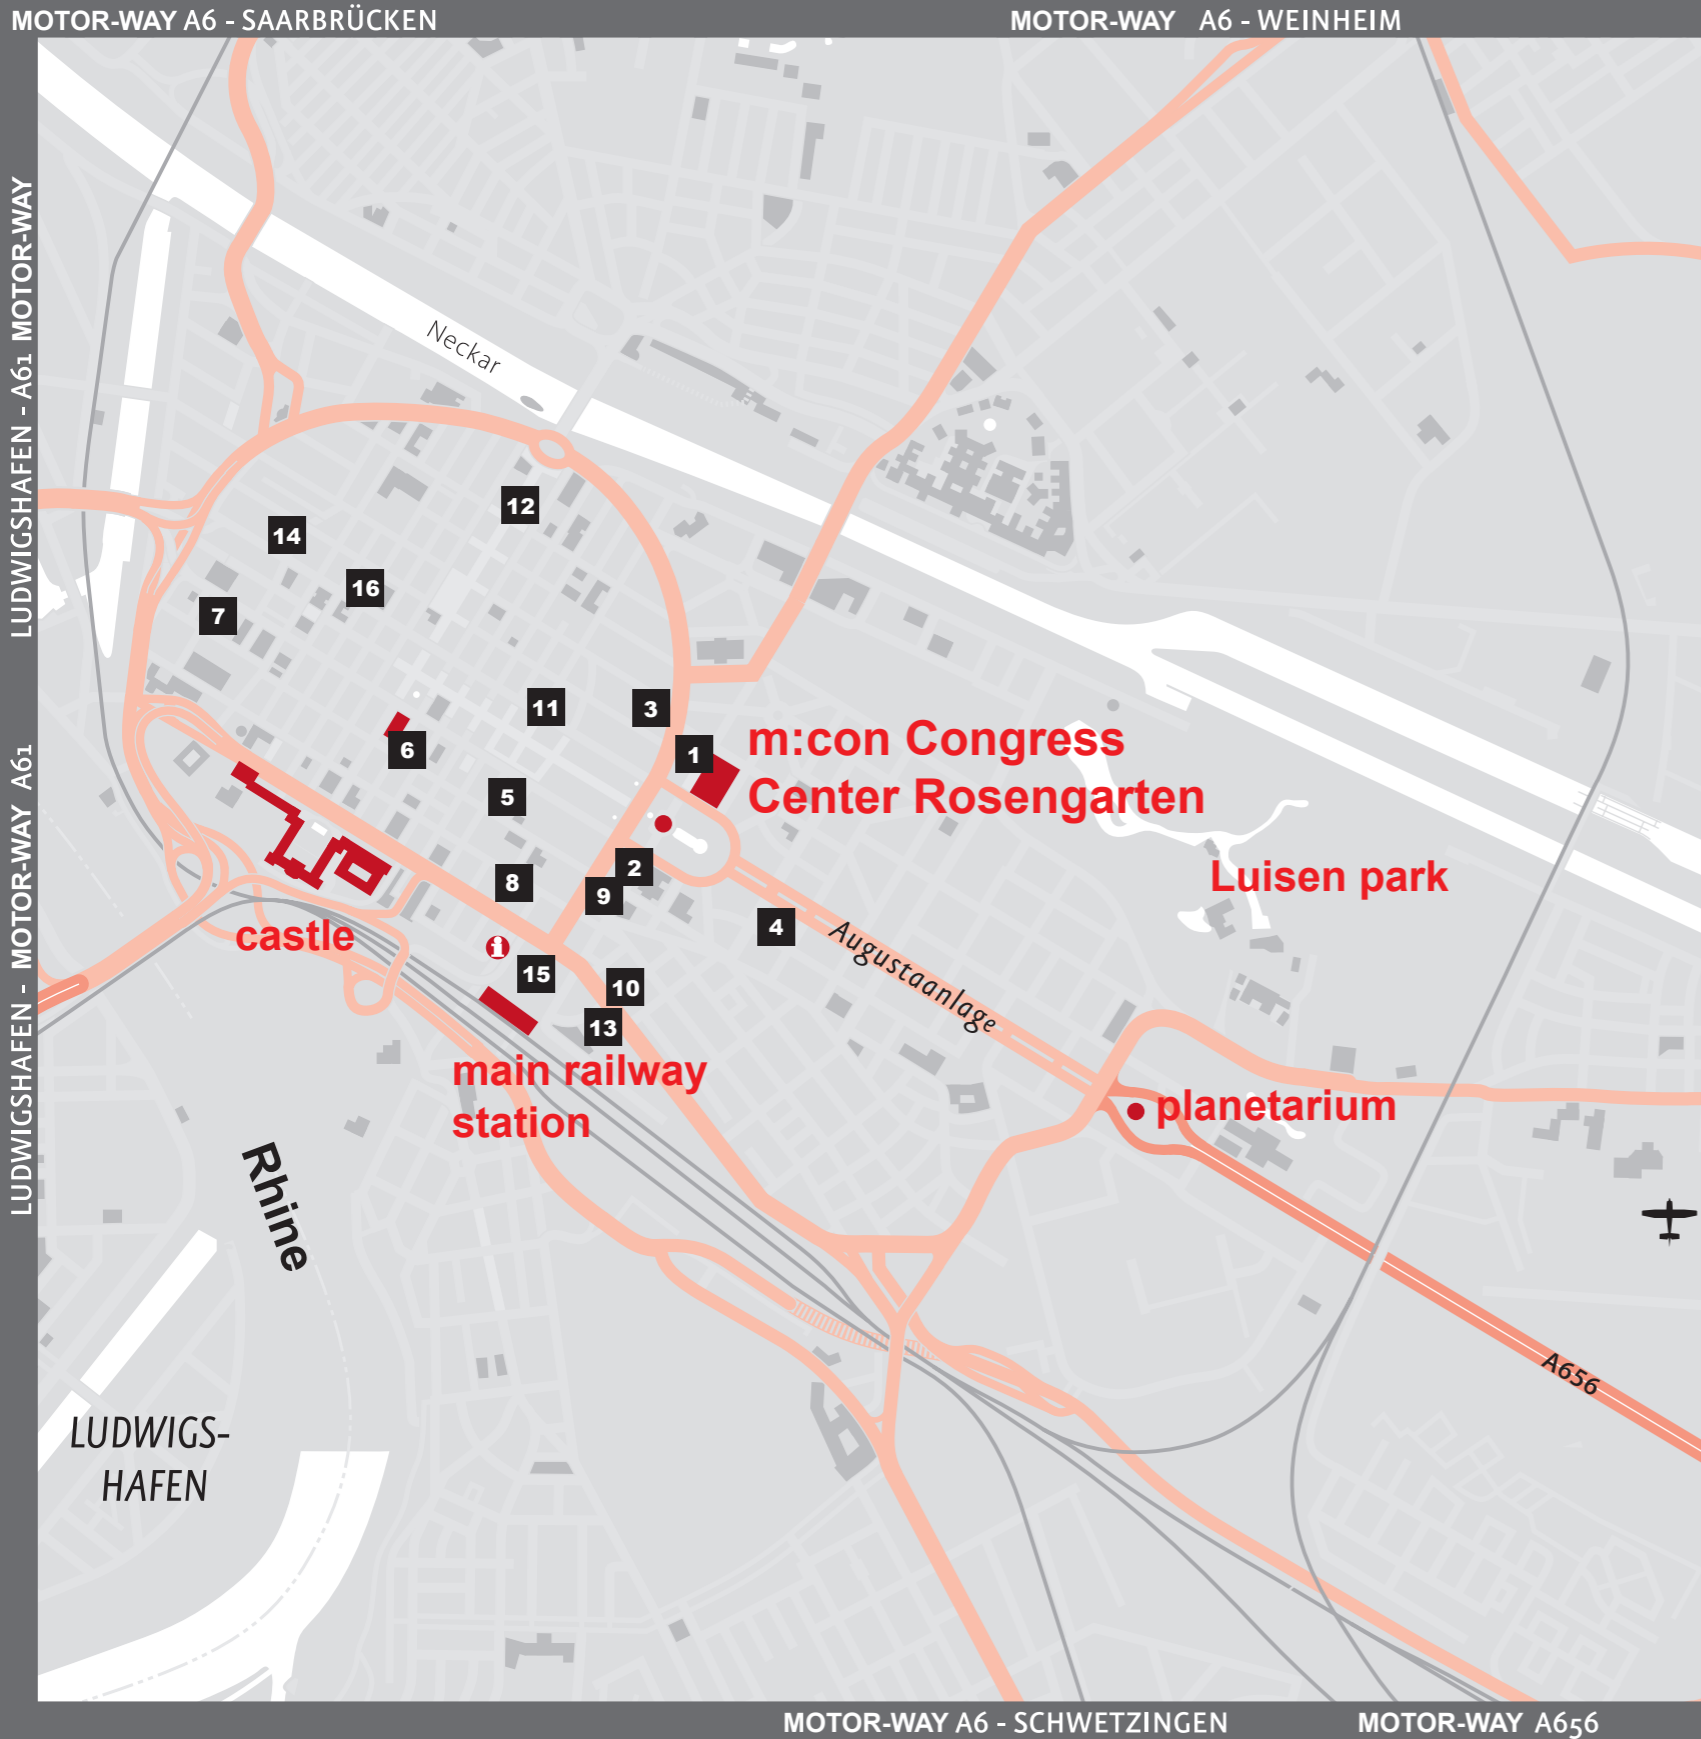 MOTOR-WAY A6 - SAARBRÜCKEN
MOTOR-WAY A6 - WEINHEIM
LUDWIGSHAFEN - A61 MOTOR-WAY
LUDWIGSHAFEN - MOTOR-WAY A61
Neckar
12
14
16
7
11
3
6
1
m:con Congress
Center Rosengarten
5
2
8
9
4
Luisen park
castle
Augustaanlage
i
15
10
13
main railway
station
planetarium
Rhine
A656
LUDWIGS-
HAFEN
MOTOR-WAY A6 - SCHWETZINGEN
MOTOR-WAY A656